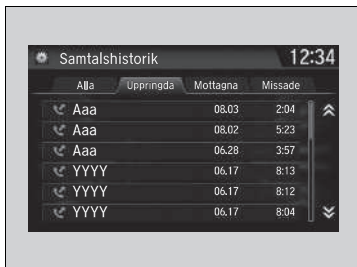 Samtalshistorik 12:34
Alla Uppringda Mottagna Missade
Aaa 08.03 2:04
Aaa 08.02 5:23
Aaa 06.28 3:57
YYYY 06.17 8:13
YYYY 06.17 8:12
YYYY 06.17 8:04